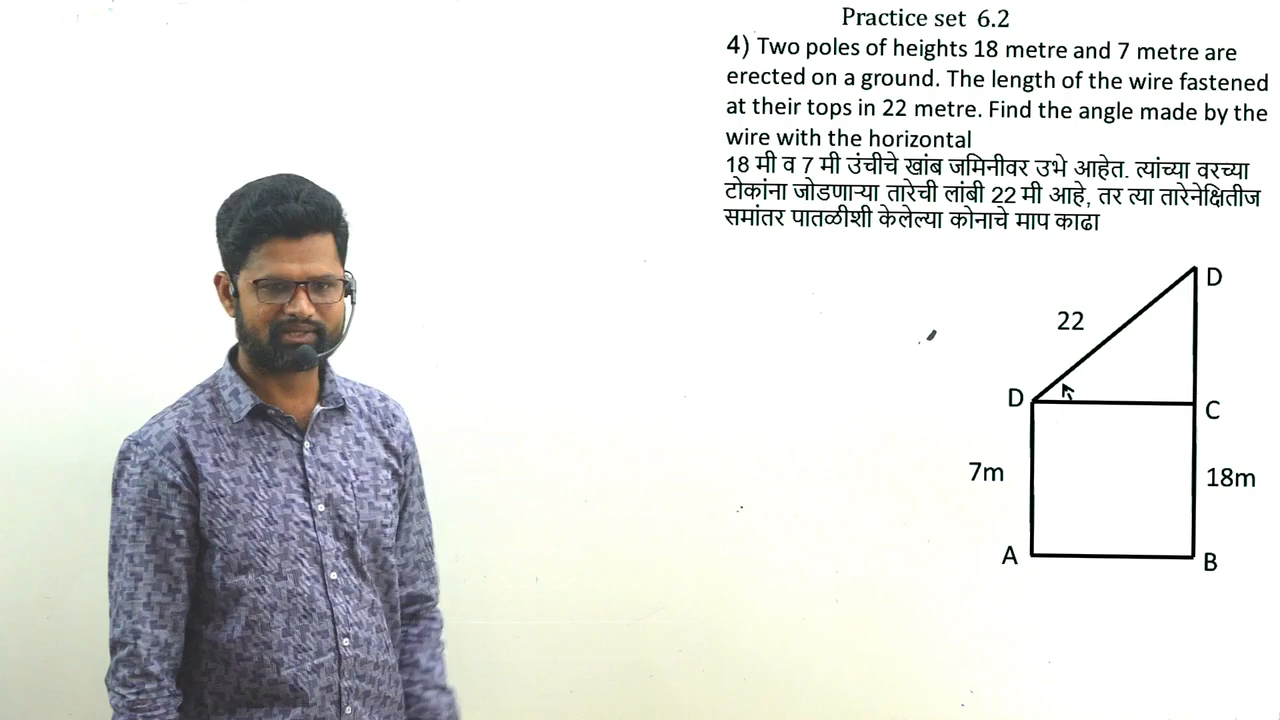 Practice set 6.2
4) Two poles of heights 18 metre and 7 metre are
erected on a ground. The length of the wire fastened
at their tops in 22 metre. Find the angle made by the
wire with the horizontal
18 मी व 7 मी उंचीचे खांब जमिनीवर उभे आहेत. त्यांच्या वरच्या
टोकांना जोडणाऱ्या तारेची लांबी 22 मी आहे, तर त्या तारेनेक्षितीज
समांतर पातळीशी केलेल्या कोनाचे माप काढा
D
22
D
C
7m
18m
A
B